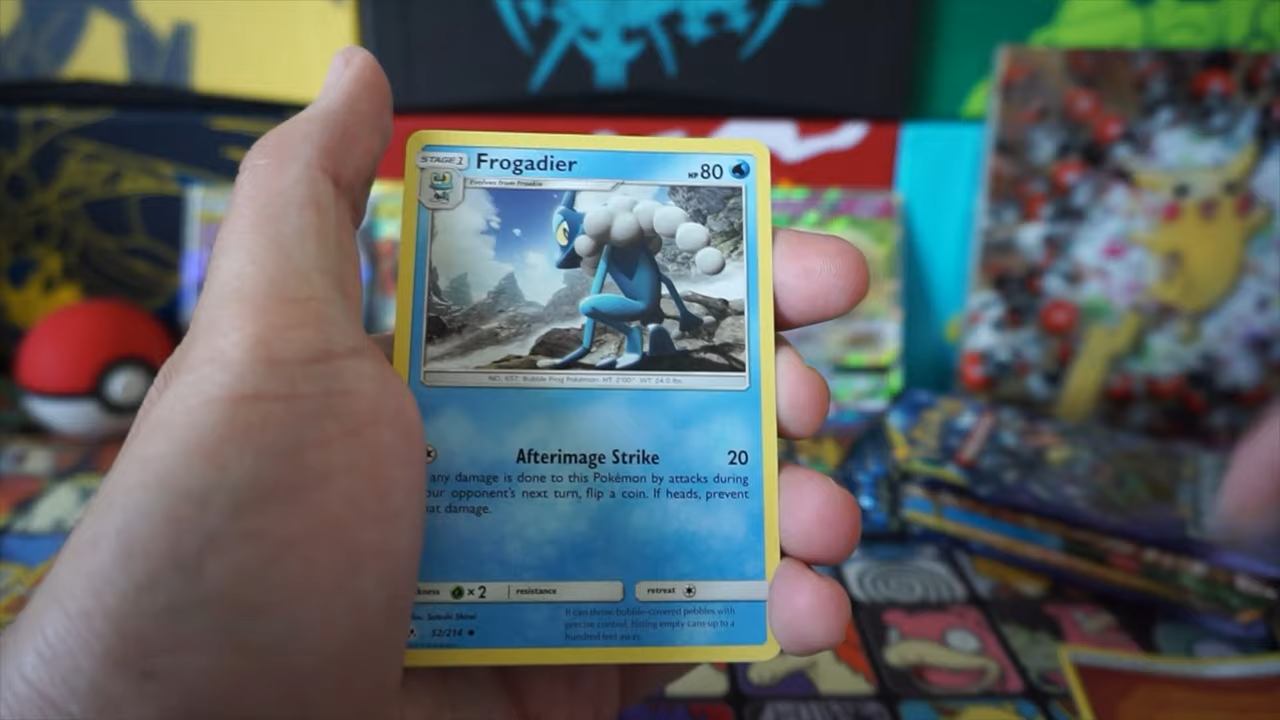 STAGE 1
Frogadier
HP 80
Evolves from Froakie
NO. 657 Bubble Frog Pokémon HT: 2'00" WT: 24.0 lbs.
Afterimage Strike 20
any damage is done to this Pokémon by attacks during
our opponent's next turn, flip a coin. If heads, prevent
at damage.
kness ×2 resistance retreat
It can throw bubble-covered pebbles with
precise control, hitting empty cans up to a
hundred feet away.
52/214